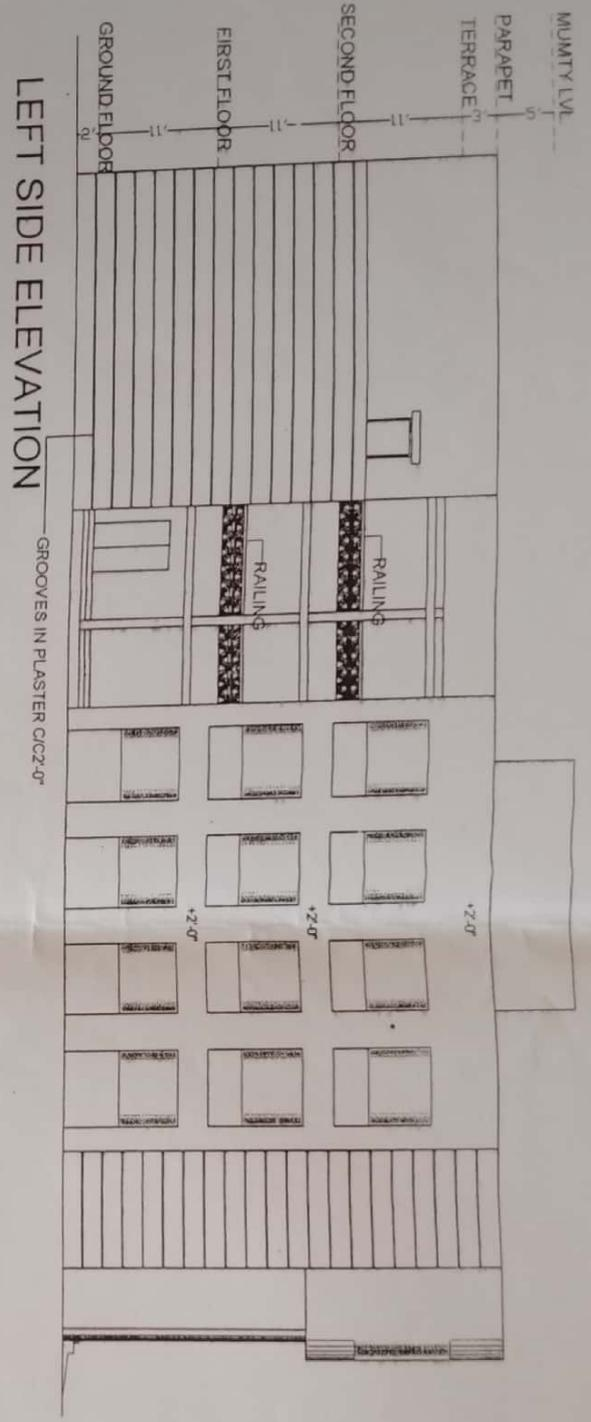 MUMTY LVL
5'
PARAPET
3'
TERRACE
11'
SECOND FLOOR
11'
FIRST FLOOR
11'
GROUND FLOOR
2'
RAILING
RAILING
+2'-0"
+2'-0"
+2'-0"
GROOVES IN PLASTER C/C2'-0"
LEFT SIDE ELEVATION